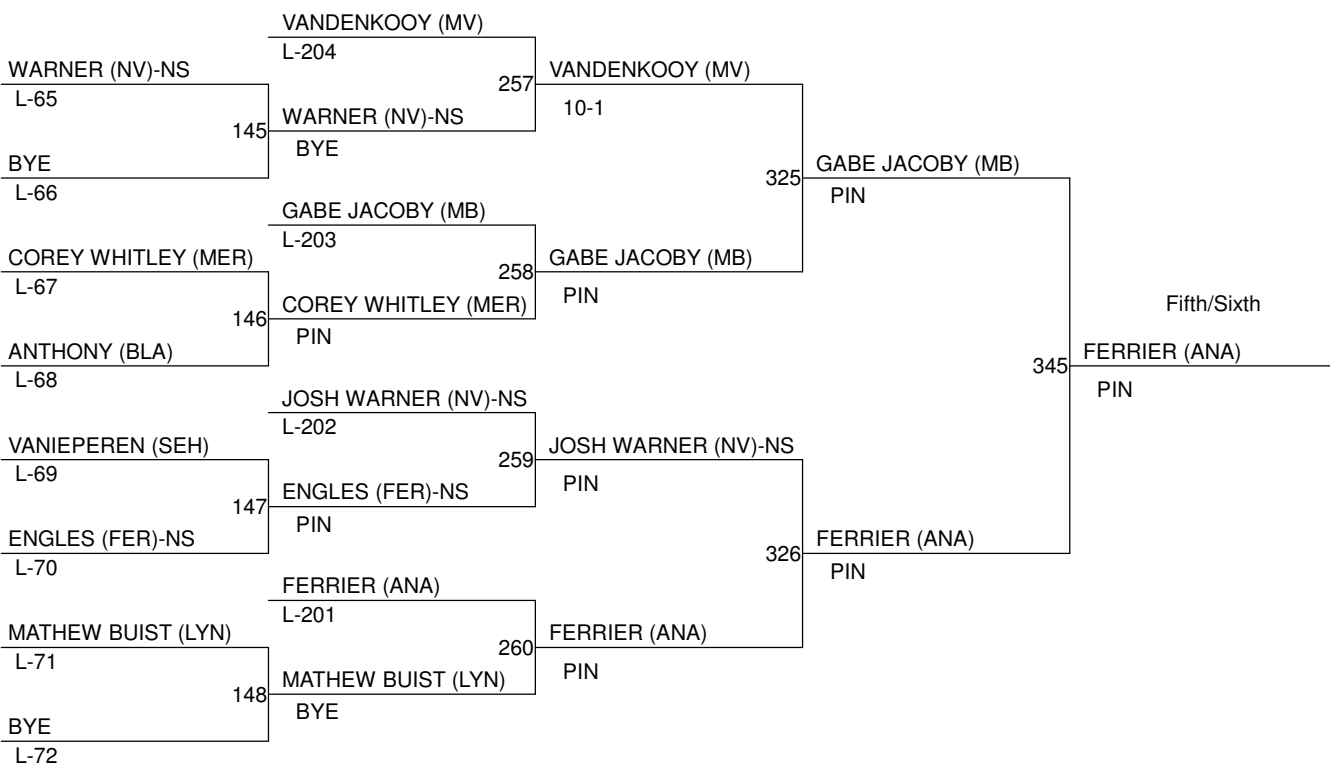 VANDENKOOY (MV)
L-204
WARNER (NV)-NS
L-65
257
VANDENKOOY (MV)
10-1
145
WARNER (NV)-NS
BYE
BYE
L-66
325
GABE JACOBY (MB)
PIN
GABE JACOBY (MB)
L-203
COREY WHITLEY (MER)
L-67
258
GABE JACOBY (MB)
PIN
146
COREY WHITLEY (MER)
PIN
Fifth/Sixth
ANTHONY (BLA)
L-68
345
FERRIER (ANA)
PIN
JOSH WARNER (NV)-NS
L-202
VANIEPEREN (SEH)
L-69
259
JOSH WARNER (NV)-NS
PIN
147
ENGLES (FER)-NS
PIN
ENGLES (FER)-NS
L-70
326
FERRIER (ANA)
PIN
FERRIER (ANA)
L-201
MATHEW BUIST (LYN)
L-71
260
FERRIER (ANA)
PIN
148
MATHEW BUIST (LYN)
BYE
BYE
L-72